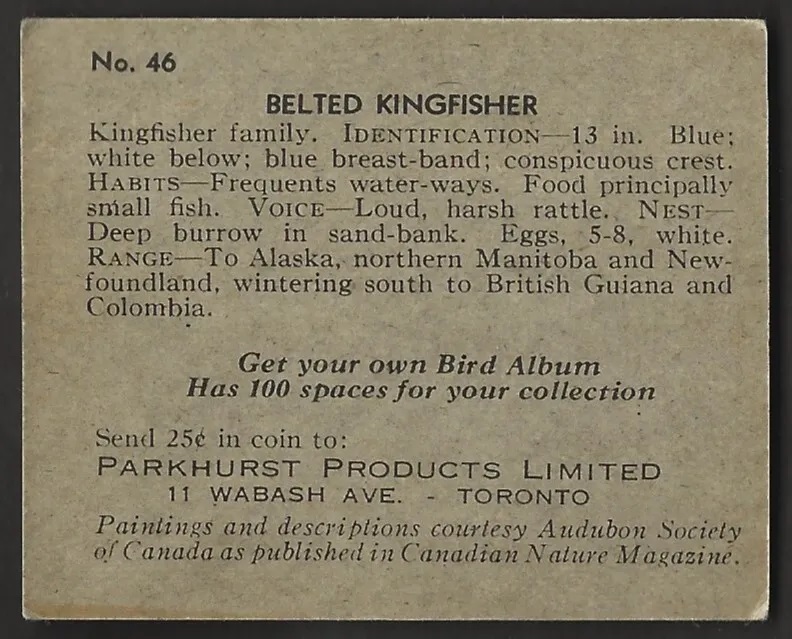 No. 46
BELTED KINGFISHER
Kingfisher family. IDENTIFICATION—13 in. Blue;
white below; blue breast-band; conspicuous crest.
HABITS—Frequents water-ways. Food principally
small fish. VOICE—Loud, harsh rattle. NEST—
Deep burrow in sand-bank. Eggs, 5-8, white.
RANGE—To Alaska, northern Manitoba and New-
foundland, wintering south to British Guiana and
Colombia.
Get your own Bird Album
Has 100 spaces for your collection
Send 25¢ in coin to:
PARKHURST PRODUCTS LIMITED
11 WABASH AVE. - TORONTO
Paintings and descriptions courtesy Audubon Society
of Canada as published in Canadian Nature Magazine.